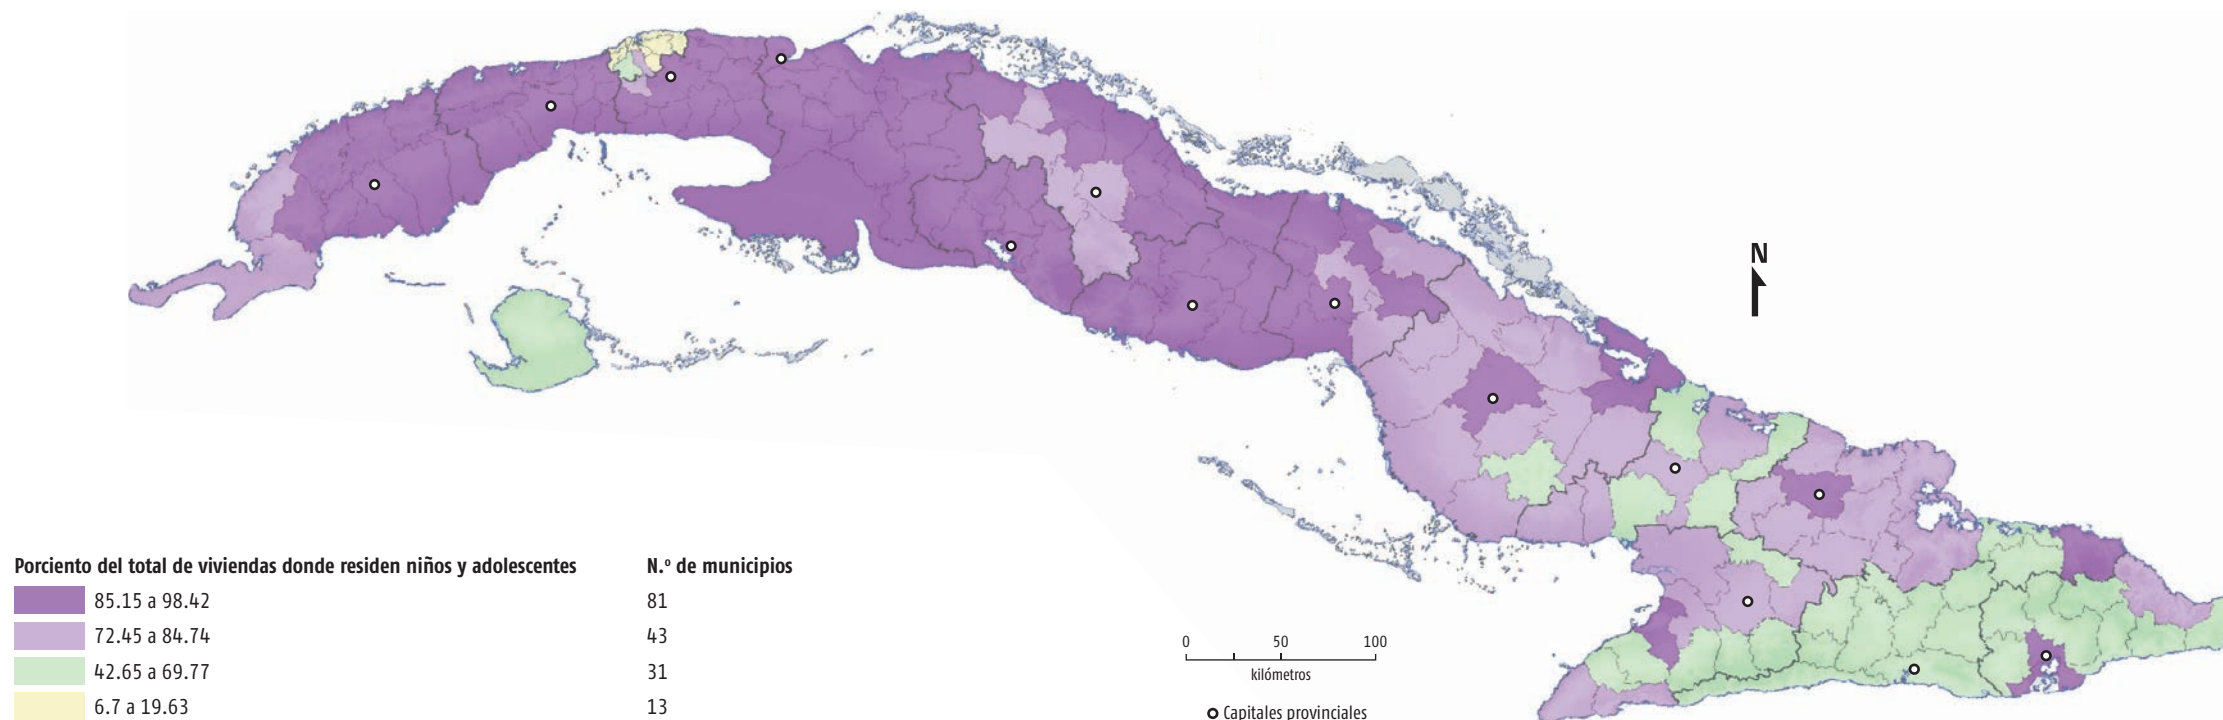 N
Porciento del total de viviendas donde residen niños y adolescentes N.º de municipios
85.15 a 98.42 81
72.45 a 84.74 43
42.65 a 69.77 31
6.7 a 19.63 13
0 50 100
kilómetros
Capitales provinciales